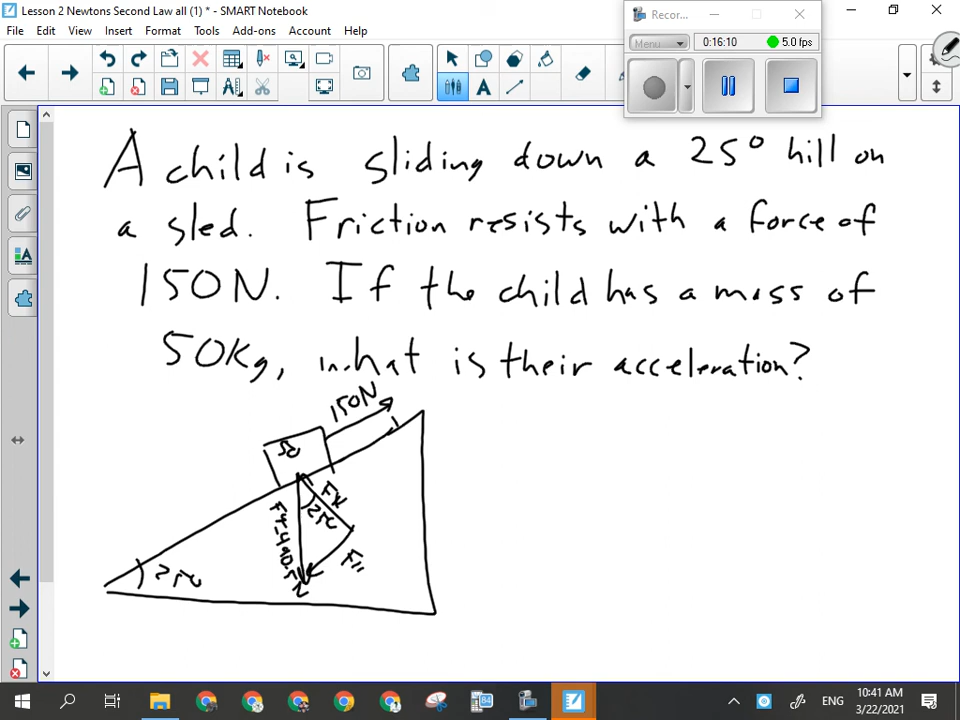 Lesson 2 Newtons Second Law all (1) * - SMART Notebook
Recor...
File Edit View Insert Format Tools Add-ons Account Help
Menu 0:16:10 5.0 fps
A child is sliding down a 25° hill on
a sled. Friction resists with a force of
150N. If the child has a mass of
50Kg, what is their acceleration?
150N
50
25°
25°
ENG
10:41 AM
3/22/2021